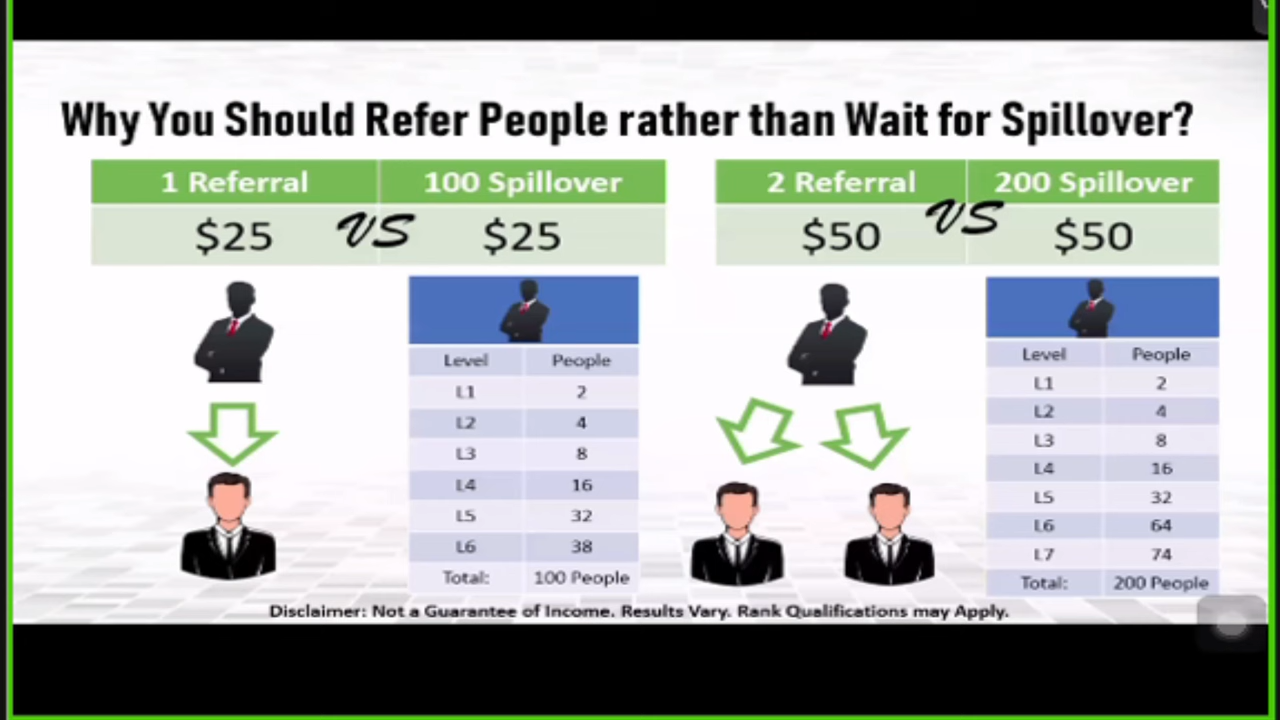 Why You Should Refer People rather than Wait for Spillover?
1 Referral 100 Spillover
$25 VS $25
Level People
L1 2
L2 4
L3 8
L4 16
L5 32
L6 38
Total: 100 People
2 Referral 200 Spillover
$50 VS $50
Level People
L1 2
L2 4
L3 8
L4 16
L5 32
L6 64
L7 74
Total: 200 People
Disclaimer: Not a Guarantee of Income. Results Vary. Rank Qualifications may Apply.